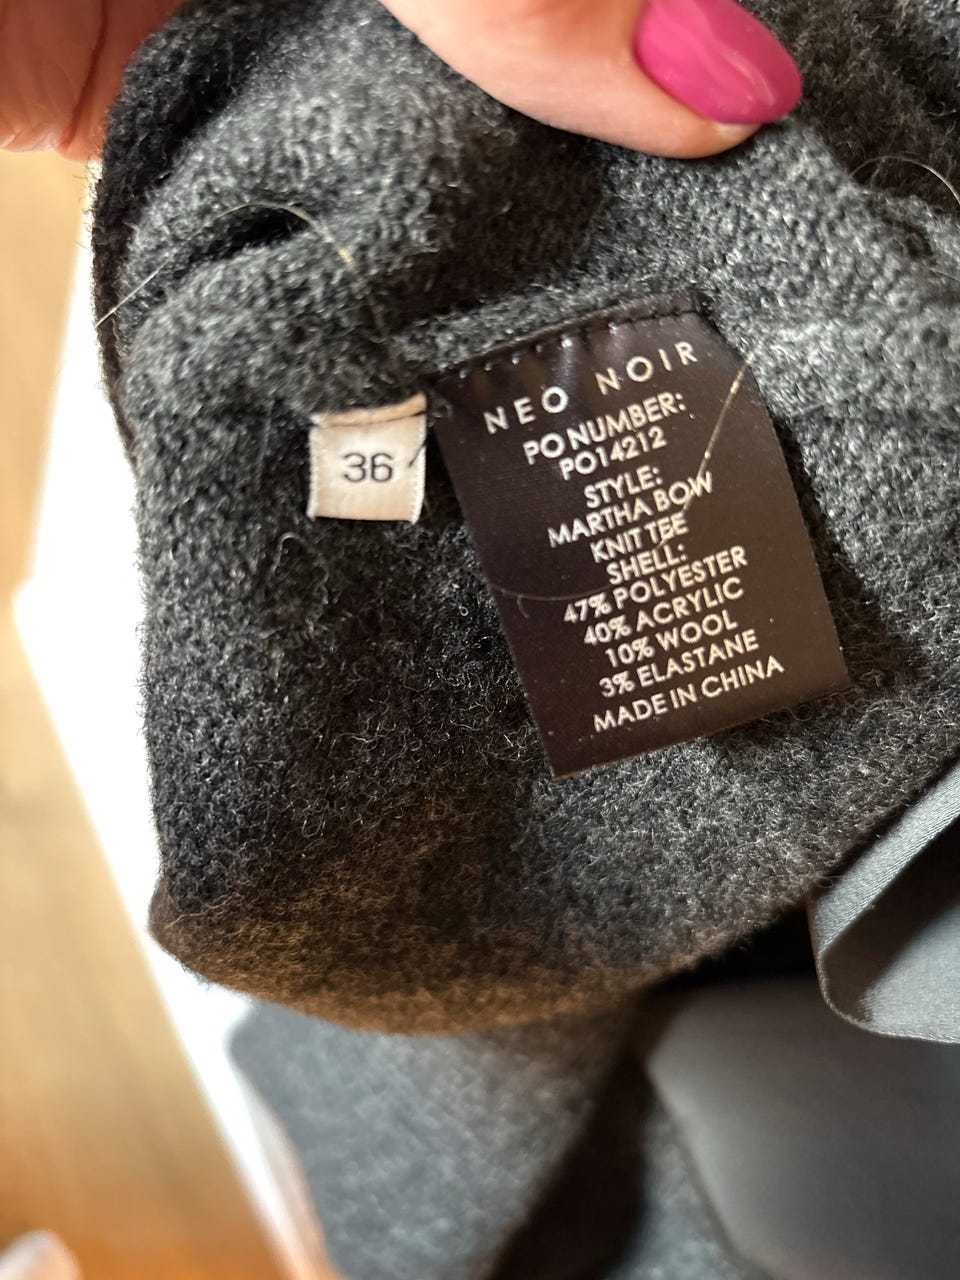 NEO NOIR
PO NUMBER:
PO14212
STYLE:
MARTHA BOW
KNIT TEE
SHELL:
47% POLYESTER
40% ACRYLIC
10% WOOL
3% ELASTANE
MADE IN CHINA
36